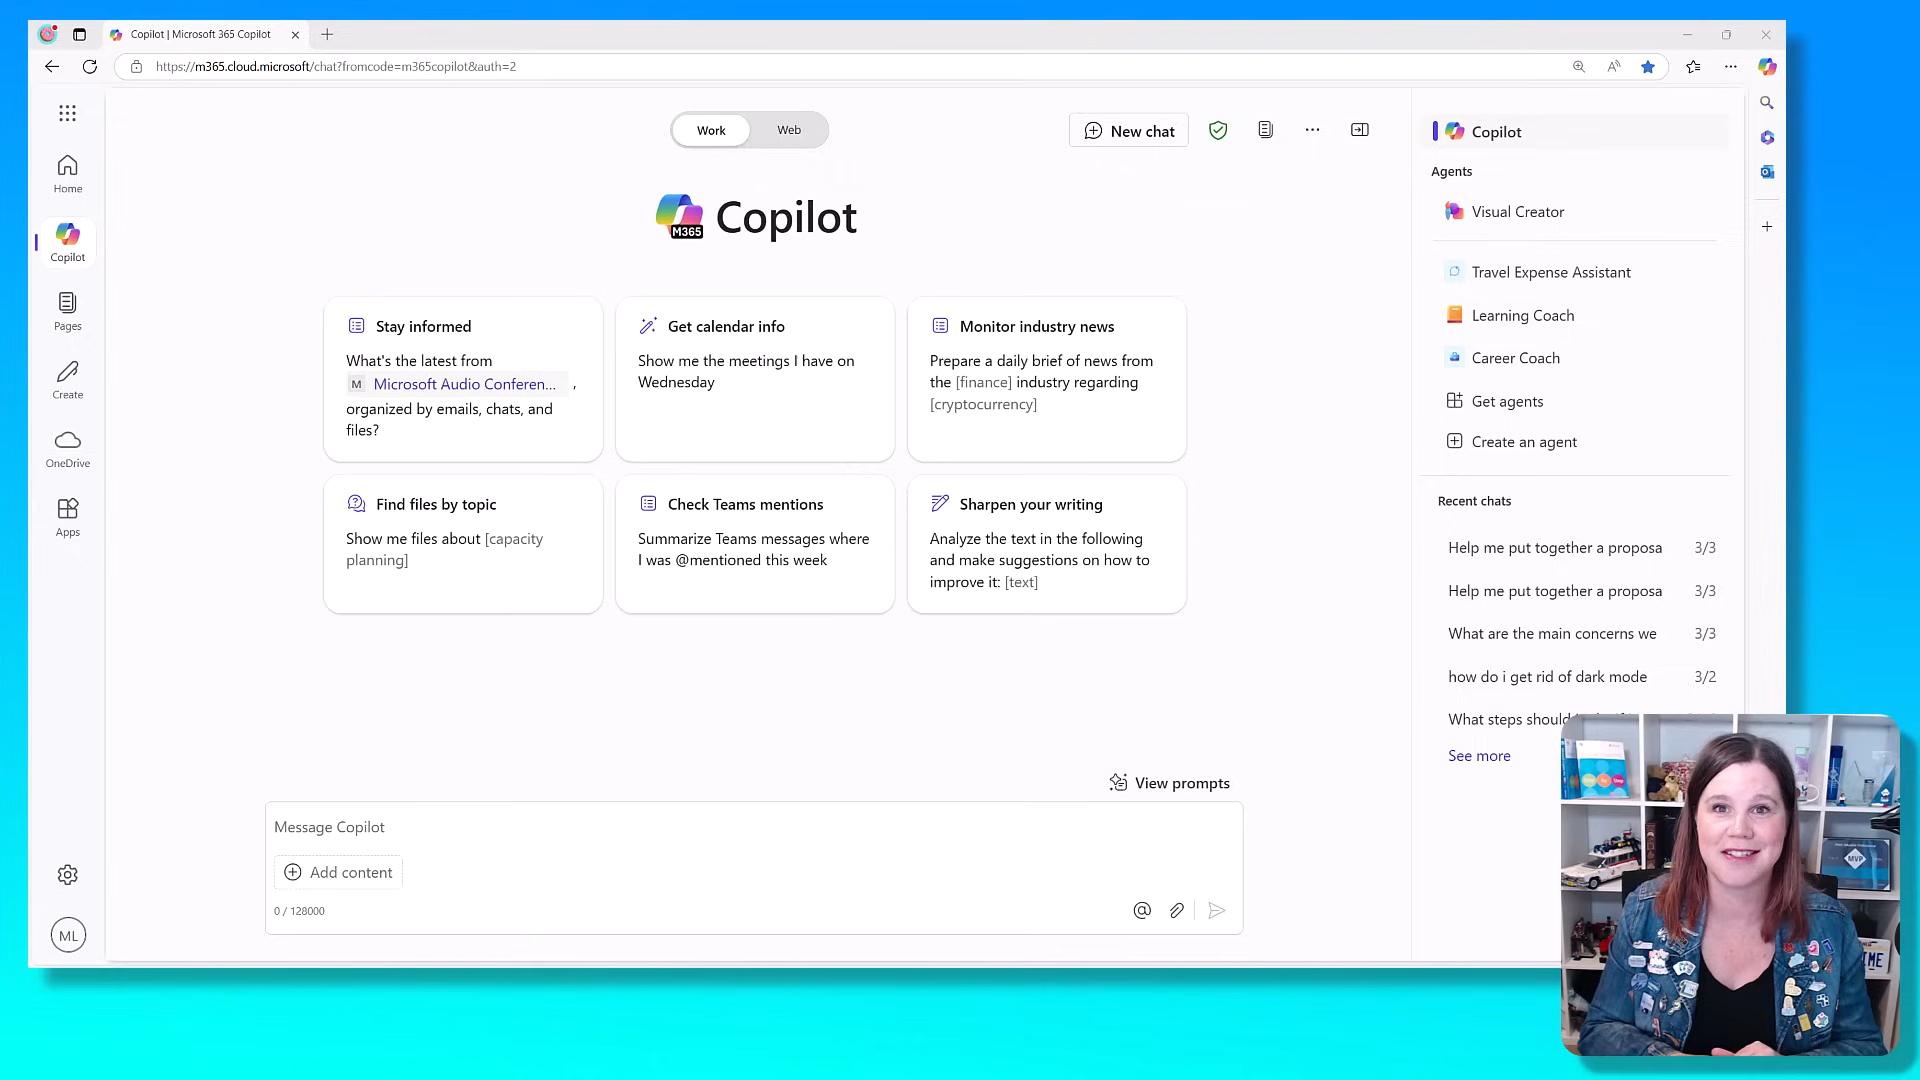 Copilot | Microsoft 365 Copilot
https://m365.cloud.microsoft/chat?fromcode=m365copilot&auth=2
Home
Copilot
Pages
Create
OneDrive
Apps
ML
Work
Web
New chat
M365
Copilot
Stay informed
What's the latest from
M Microsoft Audio Conferen... ,
organized by emails, chats, and
files?
Get calendar info
Show me the meetings I have on
Wednesday
Monitor industry news
Prepare a daily brief of news from
the [finance] industry regarding
[cryptocurrency]
Find files by topic
Show me files about [capacity
planning]
Check Teams mentions
Summarize Teams messages where
I was @mentioned this week
Sharpen your writing
Analyze the text in the following
and make suggestions on how to
improve it: [text]
View prompts
Message Copilot
Add content
0 / 128000
Copilot
Agents
Visual Creator
Travel Expense Assistant
Learning Coach
Career Coach
Get agents
Create an agent
Recent chats
Help me put together a proposa 3/3
Help me put together a proposa 3/3
What are the main concerns we 3/3
how do i get rid of dark mode 3/2
What steps should
See more
MVP